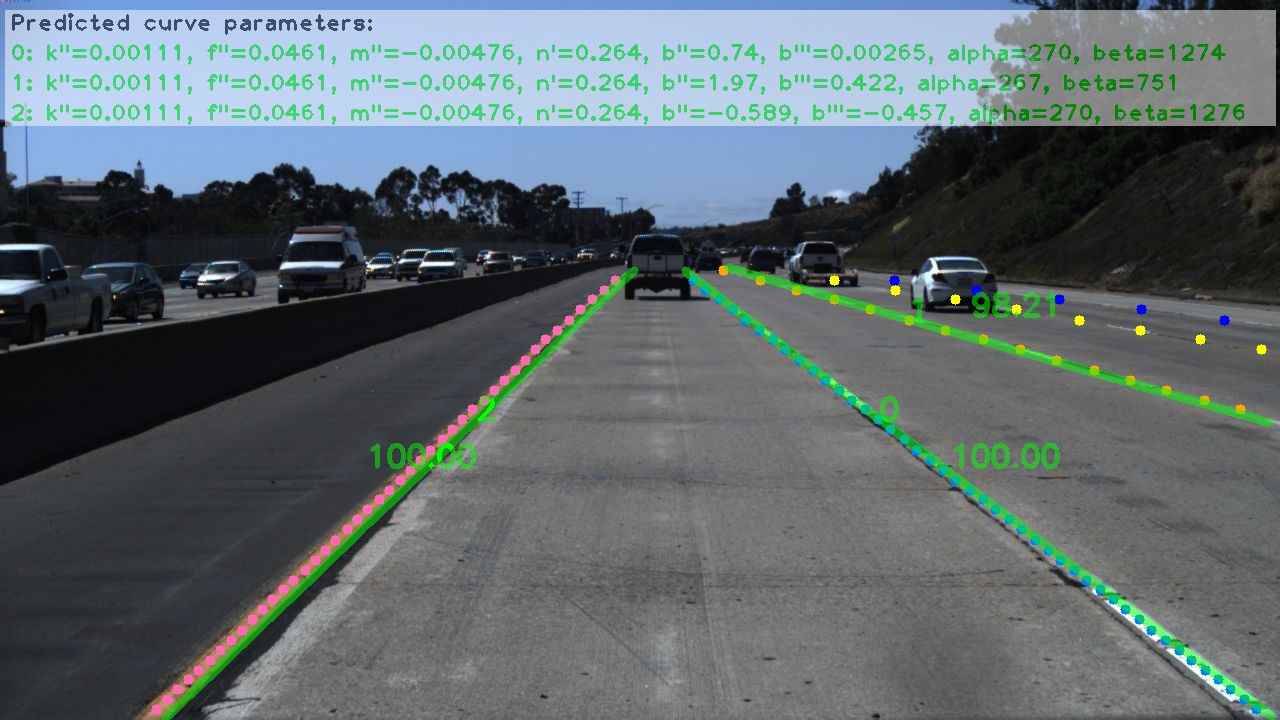 Predicted curve parameters:
0: k''=0.00111, f''=0.0461, m''=−0.00476, n'=0.264, b''=0.74, b'''=0.00265, alpha=270, beta=1274
1: k''=0.00111, f''=0.0461, m''=−0.00476, n'=0.264, b''=1.97, b'''=0.422, alpha=267, beta=751
2: k''=0.00111, f''=0.0461, m''=−0.00476, n'=0.264, b''=−0.589, b'''=−0.457, alpha=270, beta=1276
1 98.21
2 0
100.00 100.00